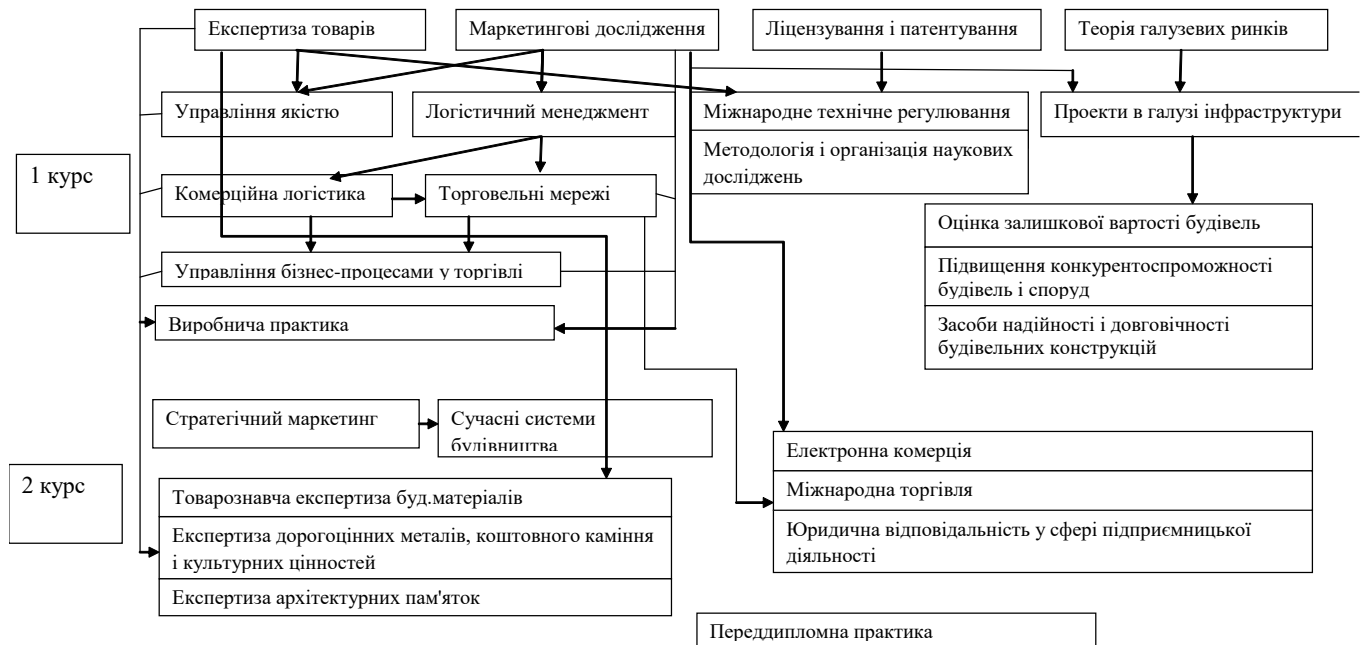 Експертиза товарів
Маркетингові дослідження
Ліцензування і патентування
Теорія галузевих ринків
Управління якістю
Логістичний менеджмент
Міжнародне технічне регулювання
Проекти в галузі інфраструктури
Методологія і організація наукових
досліджень
1 курс
Комерційна логістика
Торговельні мережі
Оцінка залишкової вартості будівель
Управління бізнес-процесами у торгівлі
Підвищення конкурентоспроможності
будівель і споруд
Виробнича практика
Засоби надійності і довговічності
будівельних конструкцій
Стратегічний маркетинг
Сучасні системи
будівництва
Електронна комерція
2 курс
Товарознавча експертиза буд.матеріалів
Міжнародна торгівля
Експертиза дорогоцінних металів, коштовного каміння
і культурних цінностей
Юридична відповідальність у сфері підприємницької
діяльності
Експертиза архітектурних пам'яток
Переддипломна практика